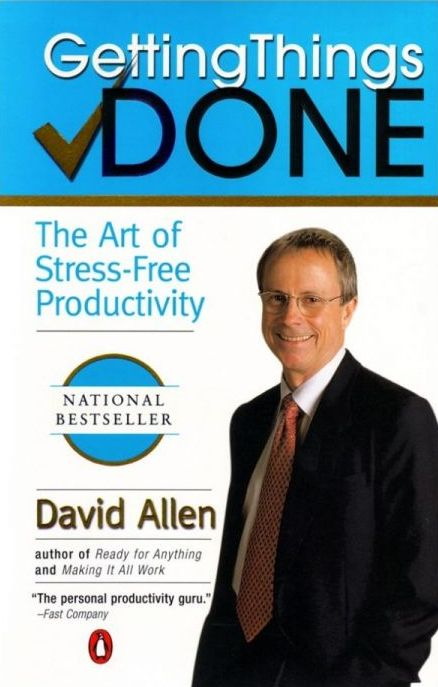 GettingThings
DONE
The Art of
Stress-Free
Productivity
NATIONAL
BESTSELLER
David Allen
author of Ready for Anything
and Making It All Work
"The personal productivity guru."
–Fast Company